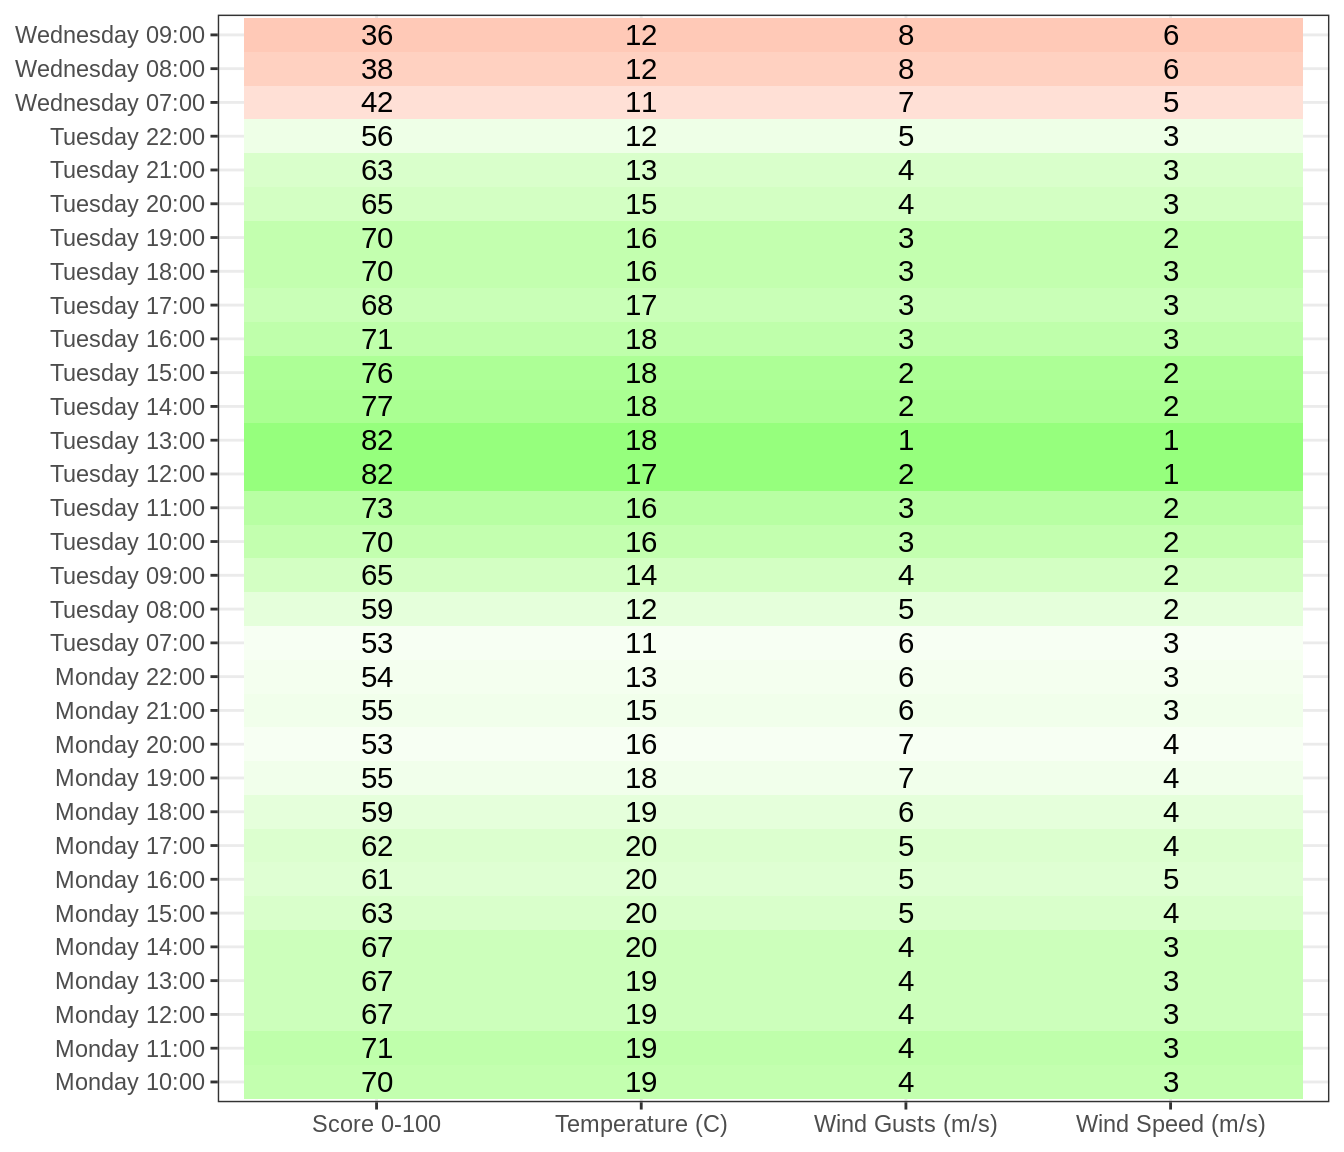 Wednesday 09:00 36 12 8 6
Wednesday 08:00 38 12 8 6
Wednesday 07:00 42 11 7 5
Tuesday 22:00 56 12 5 3
Tuesday 21:00 63 13 4 3
Tuesday 20:00 65 15 4 3
Tuesday 19:00 70 16 3 2
Tuesday 18:00 70 16 3 3
Tuesday 17:00 68 17 3 3
Tuesday 16:00 71 18 3 3
Tuesday 15:00 76 18 2 2
Tuesday 14:00 77 18 2 2
Tuesday 13:00 82 18 1 1
Tuesday 12:00 82 17 2 1
Tuesday 11:00 73 16 3 2
Tuesday 10:00 70 16 3 2
Tuesday 09:00 65 14 4 2
Tuesday 08:00 59 12 5 2
Tuesday 07:00 53 11 6 3
Monday 22:00 54 13 6 3
Monday 21:00 55 15 6 3
Monday 20:00 53 16 7 4
Monday 19:00 55 18 7 4
Monday 18:00 59 19 6 4
Monday 17:00 62 20 5 4
Monday 16:00 61 20 5 5
Monday 15:00 63 20 5 4
Monday 14:00 67 20 4 3
Monday 13:00 67 19 4 3
Monday 12:00 67 19 4 3
Monday 11:00 71 19 4 3
Monday 10:00 70 19 4 3
Score 0-100 Temperature (C) Wind Gusts (m/s) Wind Speed (m/s)